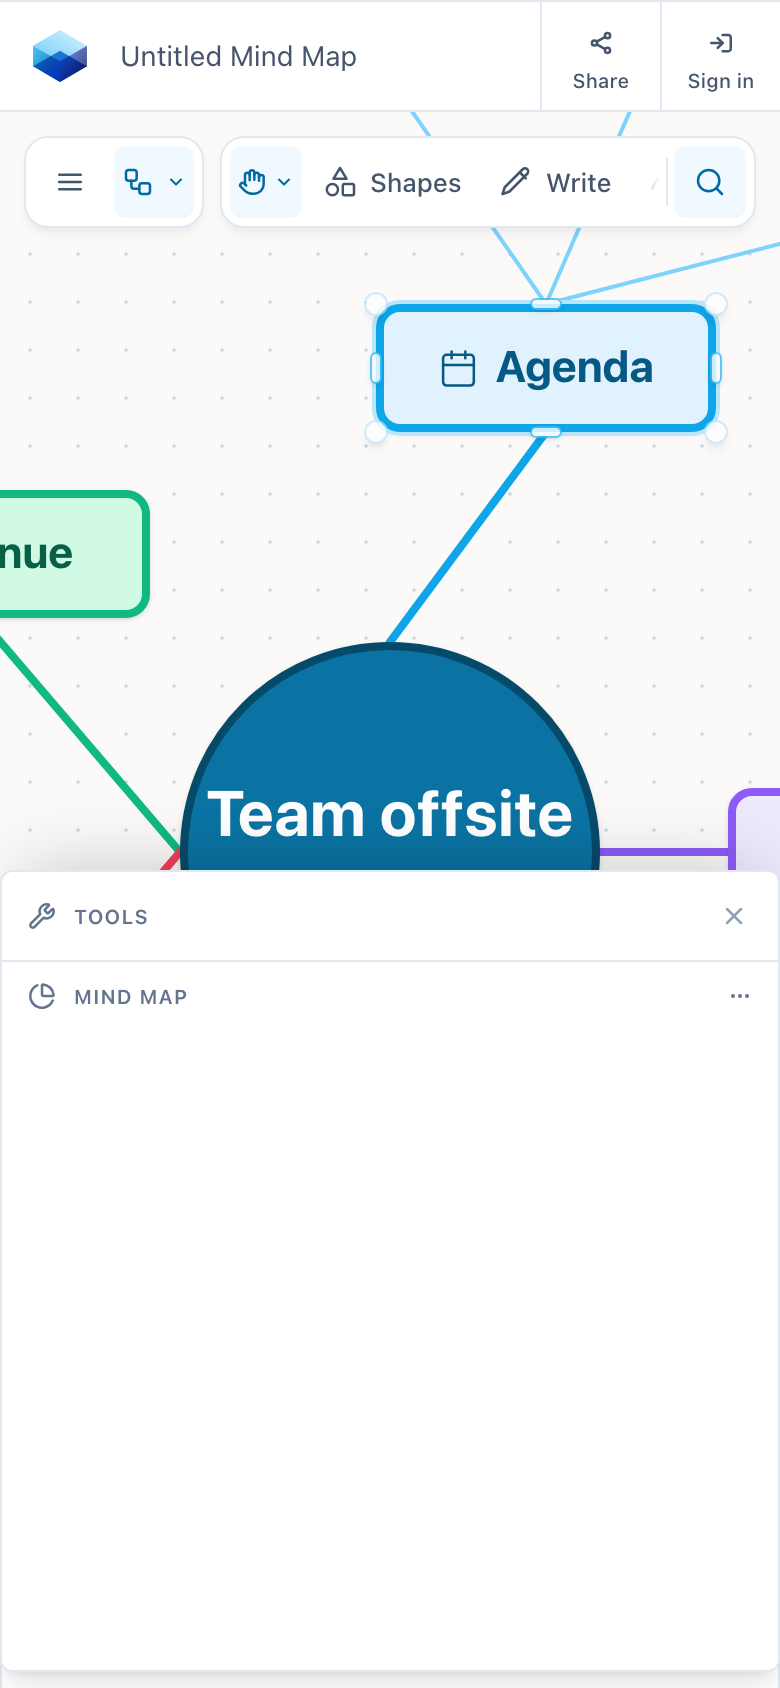 Untitled Mind Map
Share
Sign in
Shapes
Write
Agenda
nue
Team offsite
TOOLS
MIND MAP